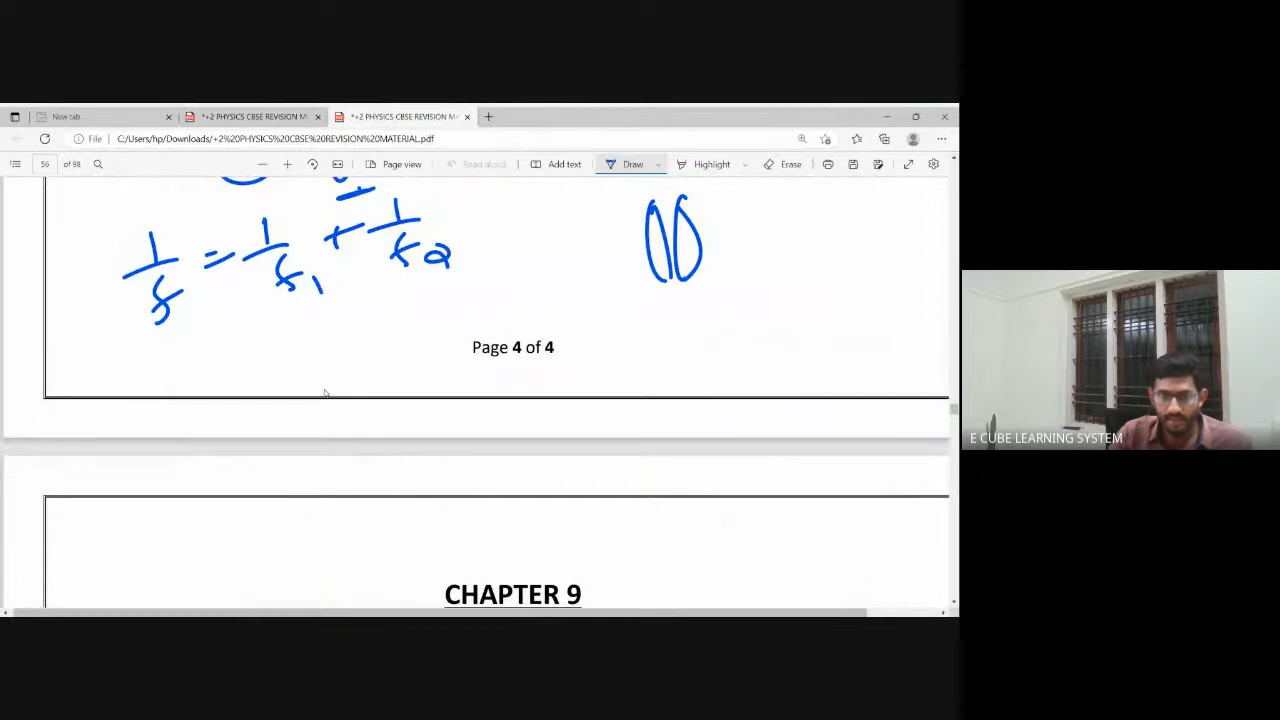 New tab
*+2 PHYSICS CBSE REVISION M
*+2 PHYSICS CBSE REVISION MA
File C:/Users/hp/Downloads/+2%20PHYSICS%20CBSE%20REVISION%20MATERIAL.pdf
56 of 98 Page view Read aloud Add text Draw Highlight Erase
1/f = 1/f1 + 1/f2
Page 4 of 4
CHAPTER 9
E CUBE LEARNING SYSTEM